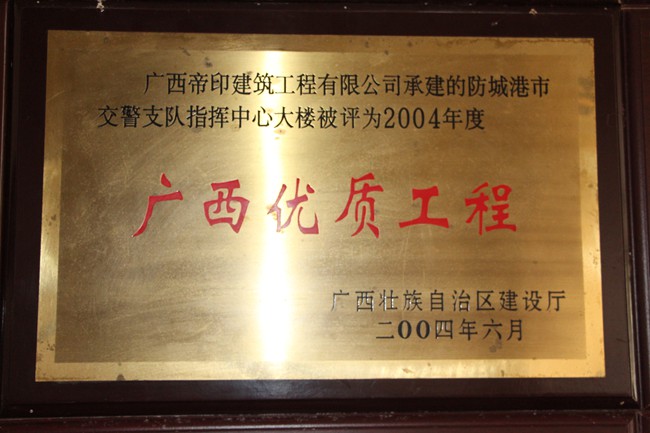 广西帝印建筑工程有限公司承建的防城港市
交警支队指挥中心大楼被评为2004年度
广西优质工程
广西壮族自治区建设厅
二〇〇四年六月